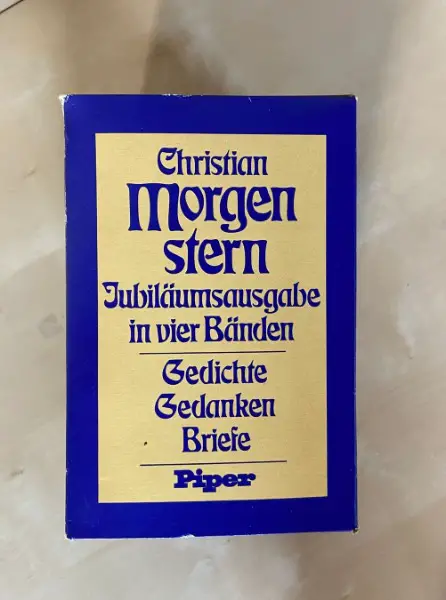 Christian
Morgen
stern
Jubiläumsausgabe
in vier Bänden
Gedichte
Gedanken
Briefe
Piper